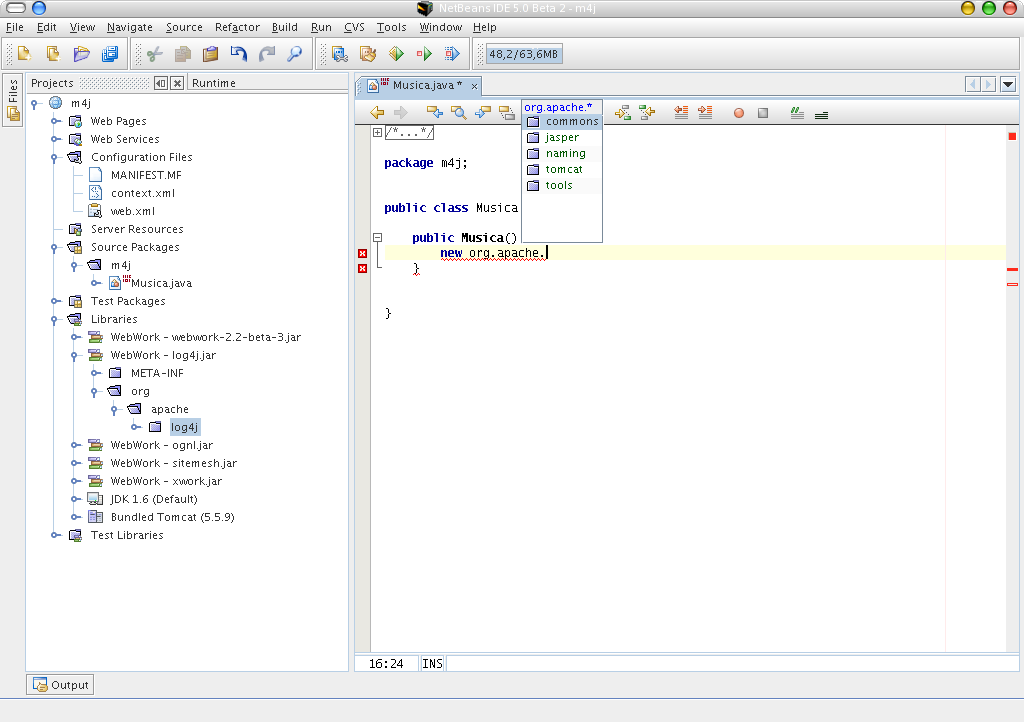 NetBeans IDE 5.0 Beta 2 - m4j
File Edit View Navigate Source Refactor Build Run CVS Tools Window Help
48,2/63,6MB
Files
Projects
Runtime
m4j
Web Pages
Web Services
Configuration Files
MANIFEST.MF
context.xml
web.xml
Server Resources
Source Packages
m4j
Musica.java
Test Packages
Libraries
WebWork - webwork-2.2-beta-3.jar
WebWork - log4j.jar
META-INF
org
apache
log4j
WebWork - ognl.jar
WebWork - sitemesh.jar
WebWork - xwork.jar
JDK 1.6 (Default)
Bundled Tomcat (5.5.9)
Test Libraries
Musica.java *
org.apache.*
commons
jasper
naming
tomcat
tools
/*...*/
package m4j;
public class Musica
public Musica()
new org.apache.
}
}
16:24 INS
Output